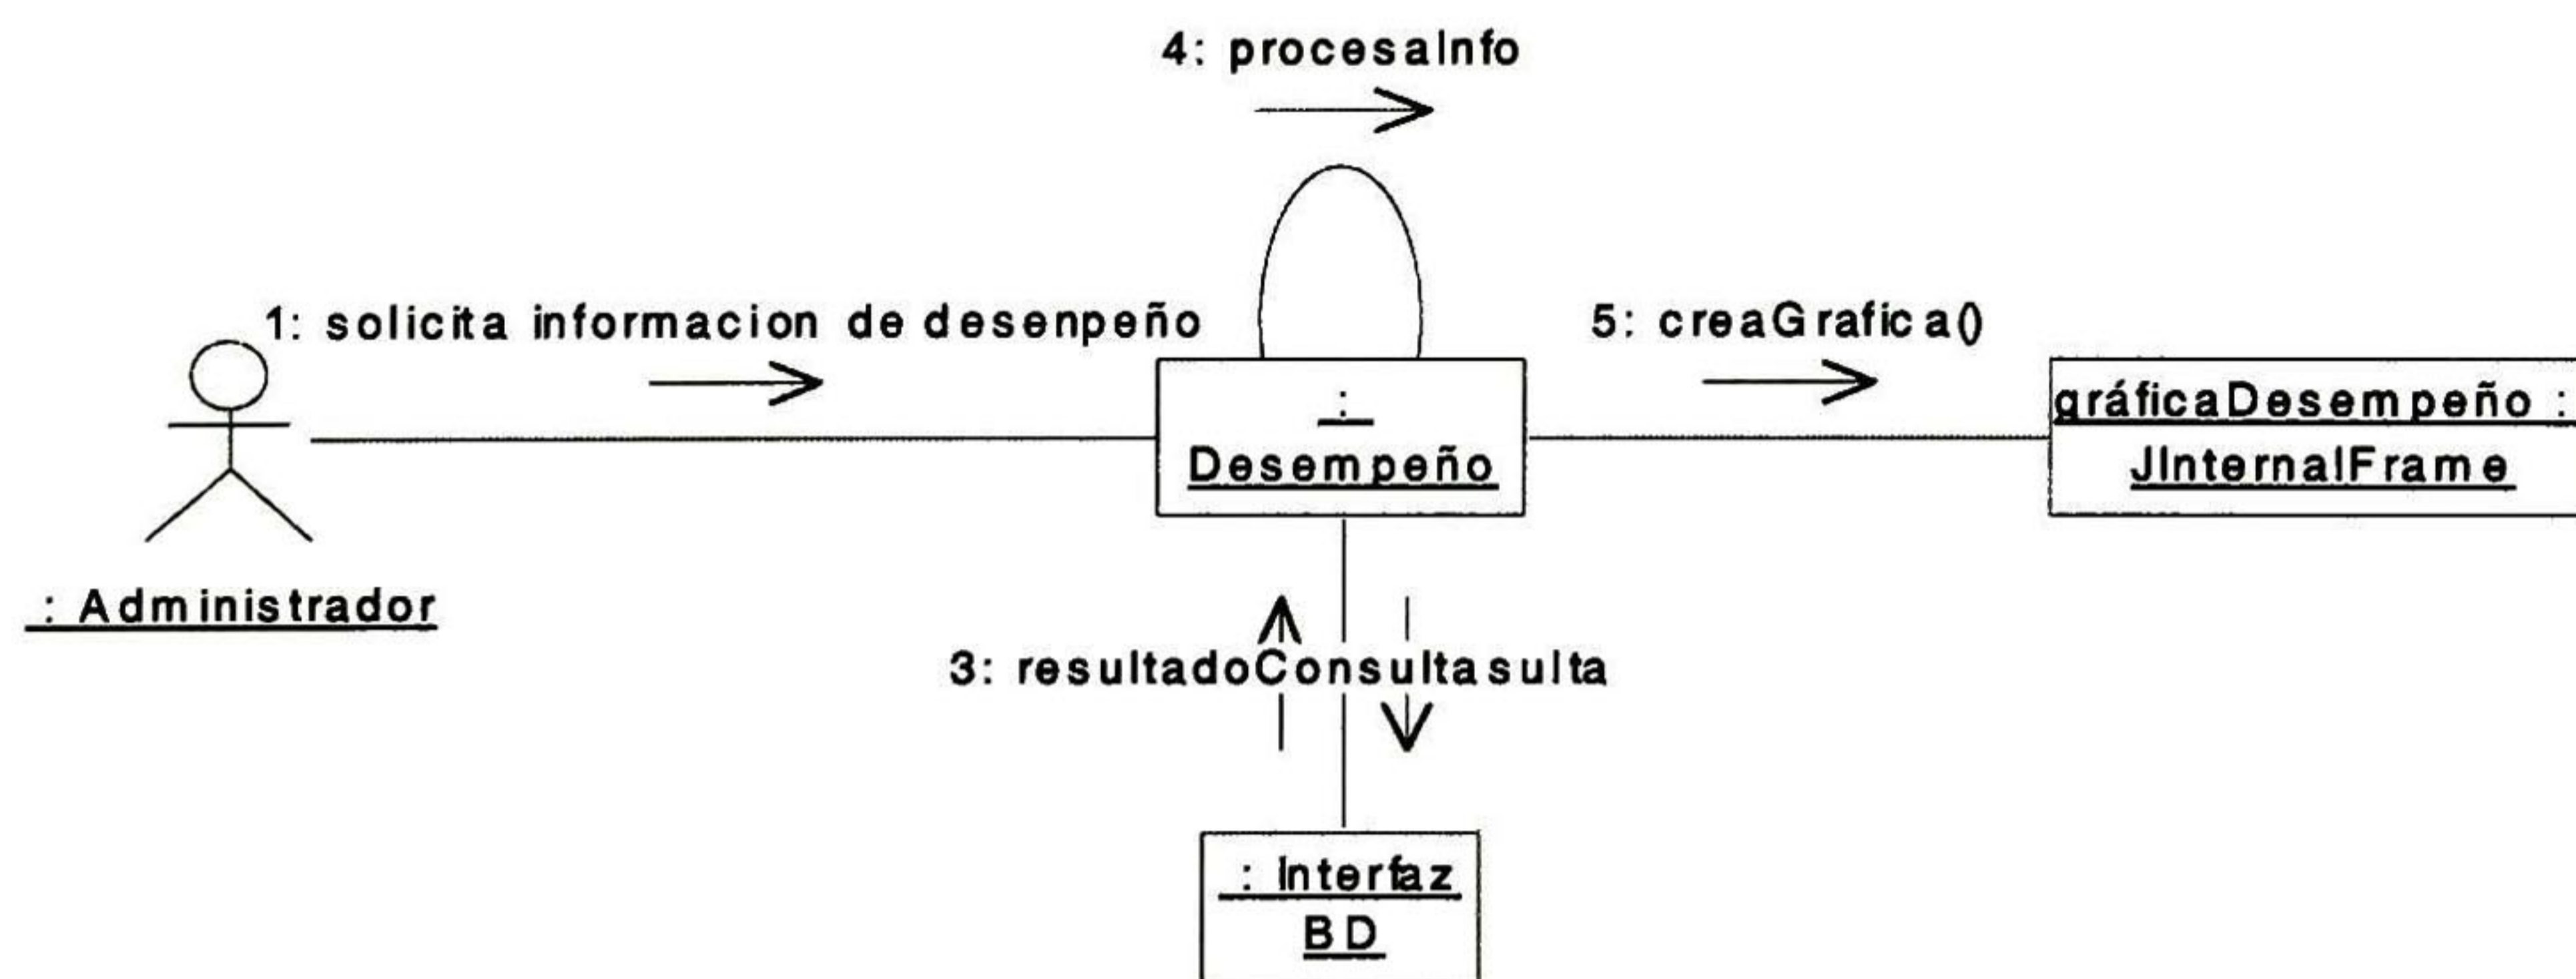 4: procesaInfo
1: solicita informacion de desenpeño
5: creaGrafica()
:
Desempeño
gráficaDesempeño :
JInternalFrame
: Administrador
3: resultadoConsultasulta
: Interfaz
BD